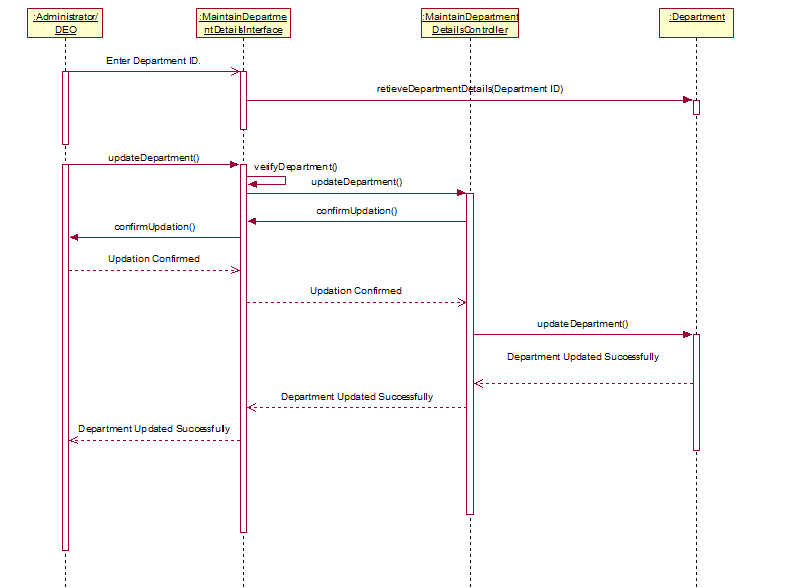 :Administrator/
DEO
:MaintainDepartme
ntDetailsInterface
:MaintainDepartment
DetailsController
:Department
Enter Department ID.
retieveDepartmentDetails(Department ID)
updateDepartment()
verifyDepartment()
updateDepartment()
confirmUpdation()
confirmUpdation()
Updation Confirmed
Updation Confirmed
updateDepartment()
Department Updated Successfully
Department Updated Successfully
Department Updated Successfully